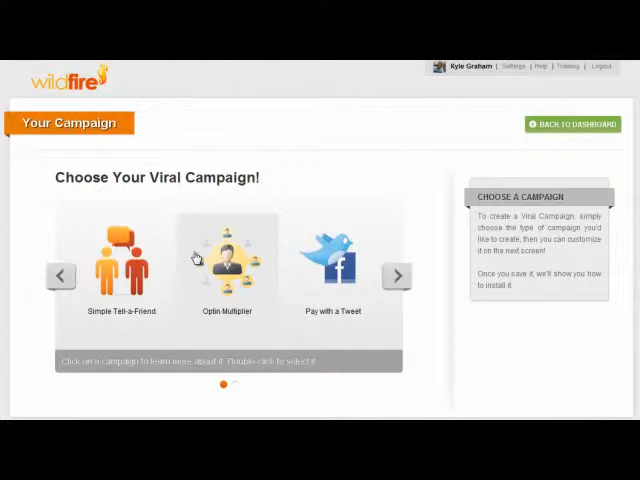 wildfire
Kyle Graham | Settings | Help | Training | Logout
Your Campaign
BACK TO DASHBOARD
Choose Your Viral Campaign!
Simple Tell-a-Friend
Optin Multiplier
Pay with a Tweet
Click on a campaign to learn more about it. Double-click to select it.
CHOOSE A CAMPAIGN
To create a Viral Campaign, simply
choose the type of campaign you'd
like to create, then you can customize
it on the next screen!
Once you save it, we'll show you how
to install it